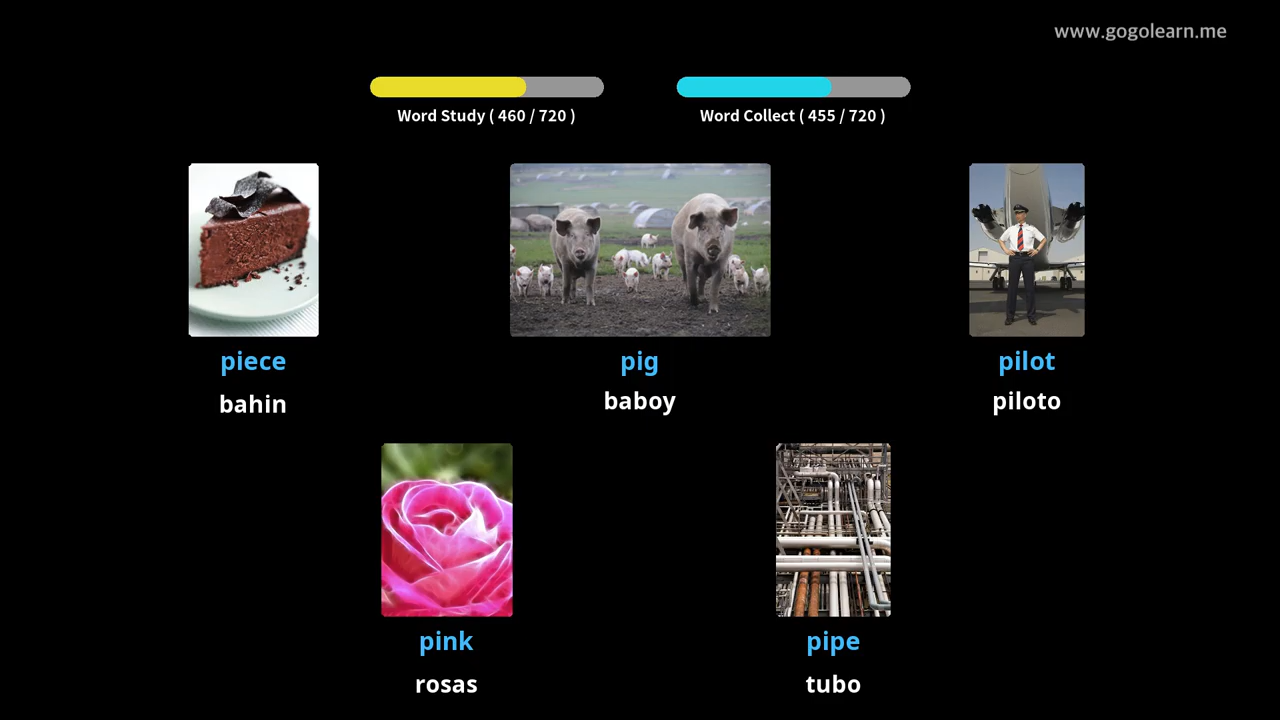 www.gogolearn.me
Word Study ( 460 / 720 )
Word Collect ( 455 / 720 )
piece
bahin
pig
baboy
pilot
piloto
pink
rosas
pipe
tubo